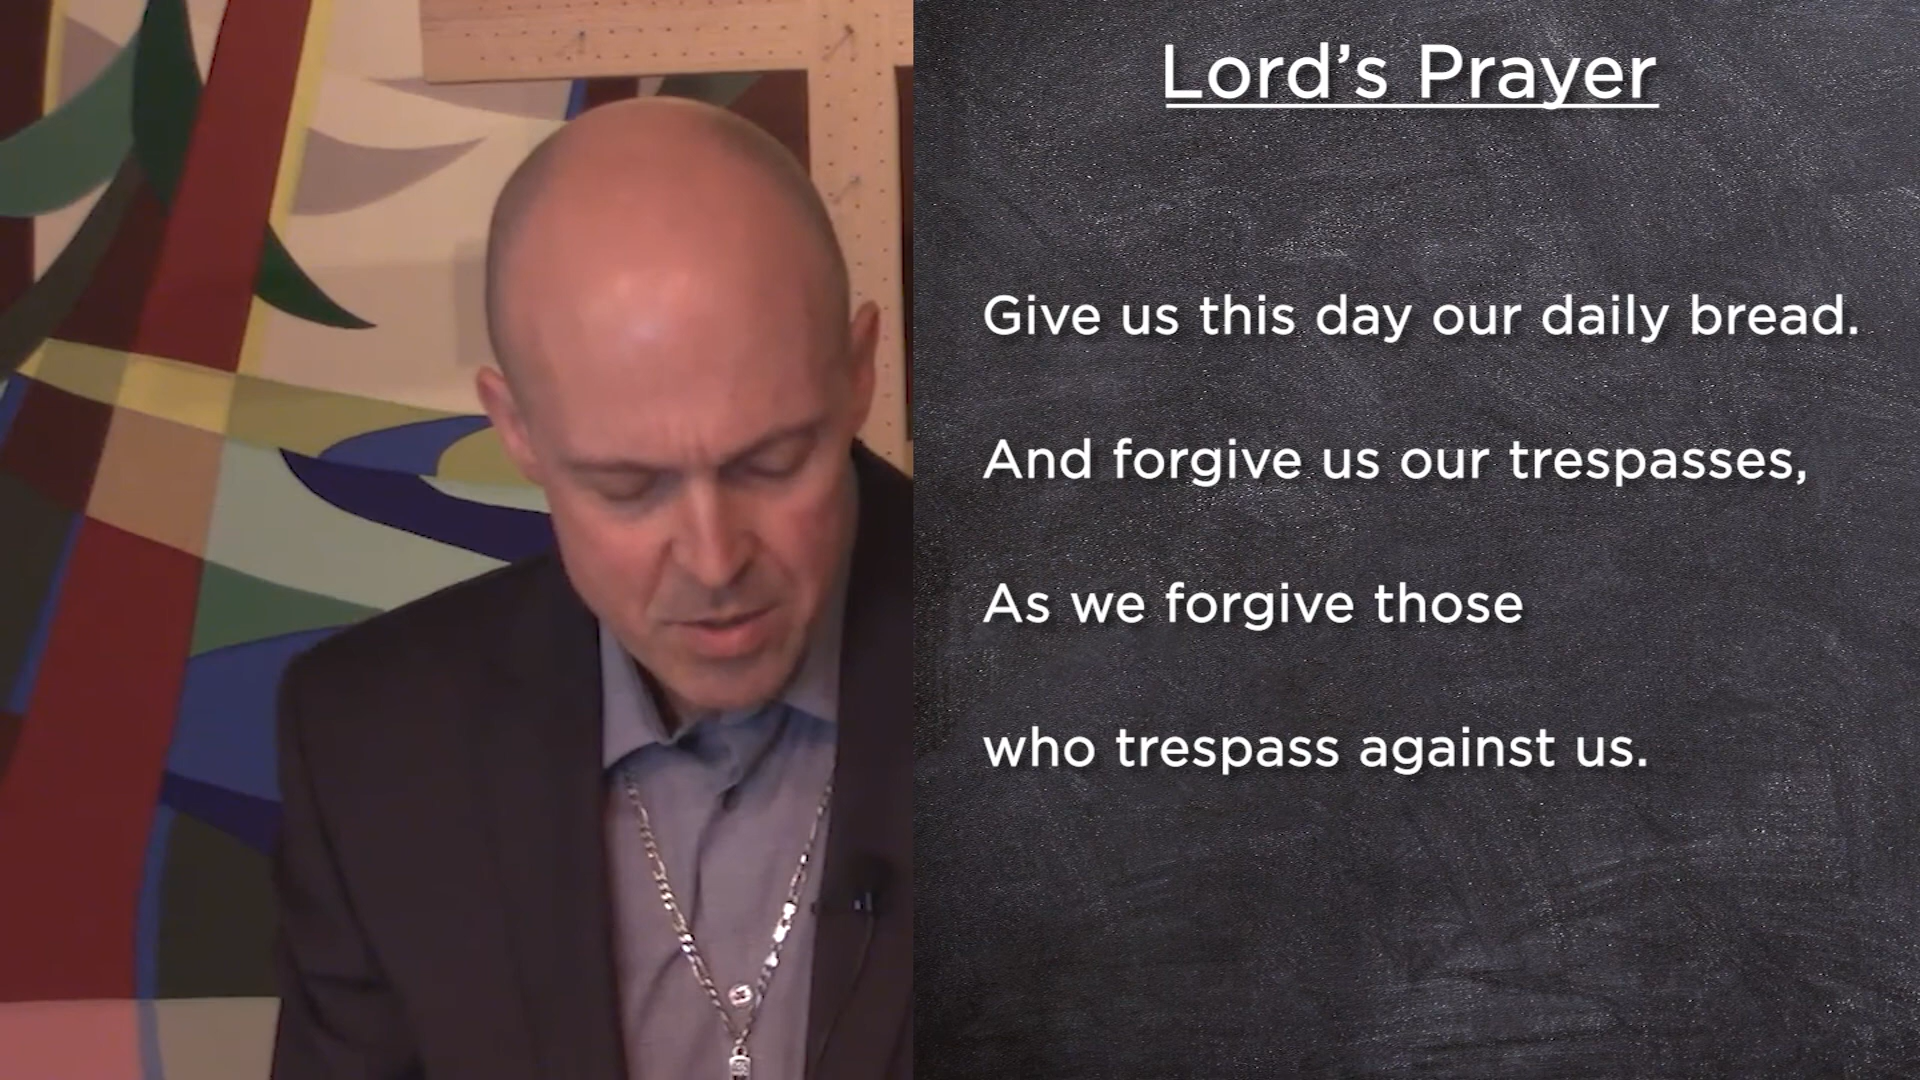 Lord's Prayer
Give us this day our daily bread.
And forgive us our trespasses,
As we forgive those
who trespass against us.